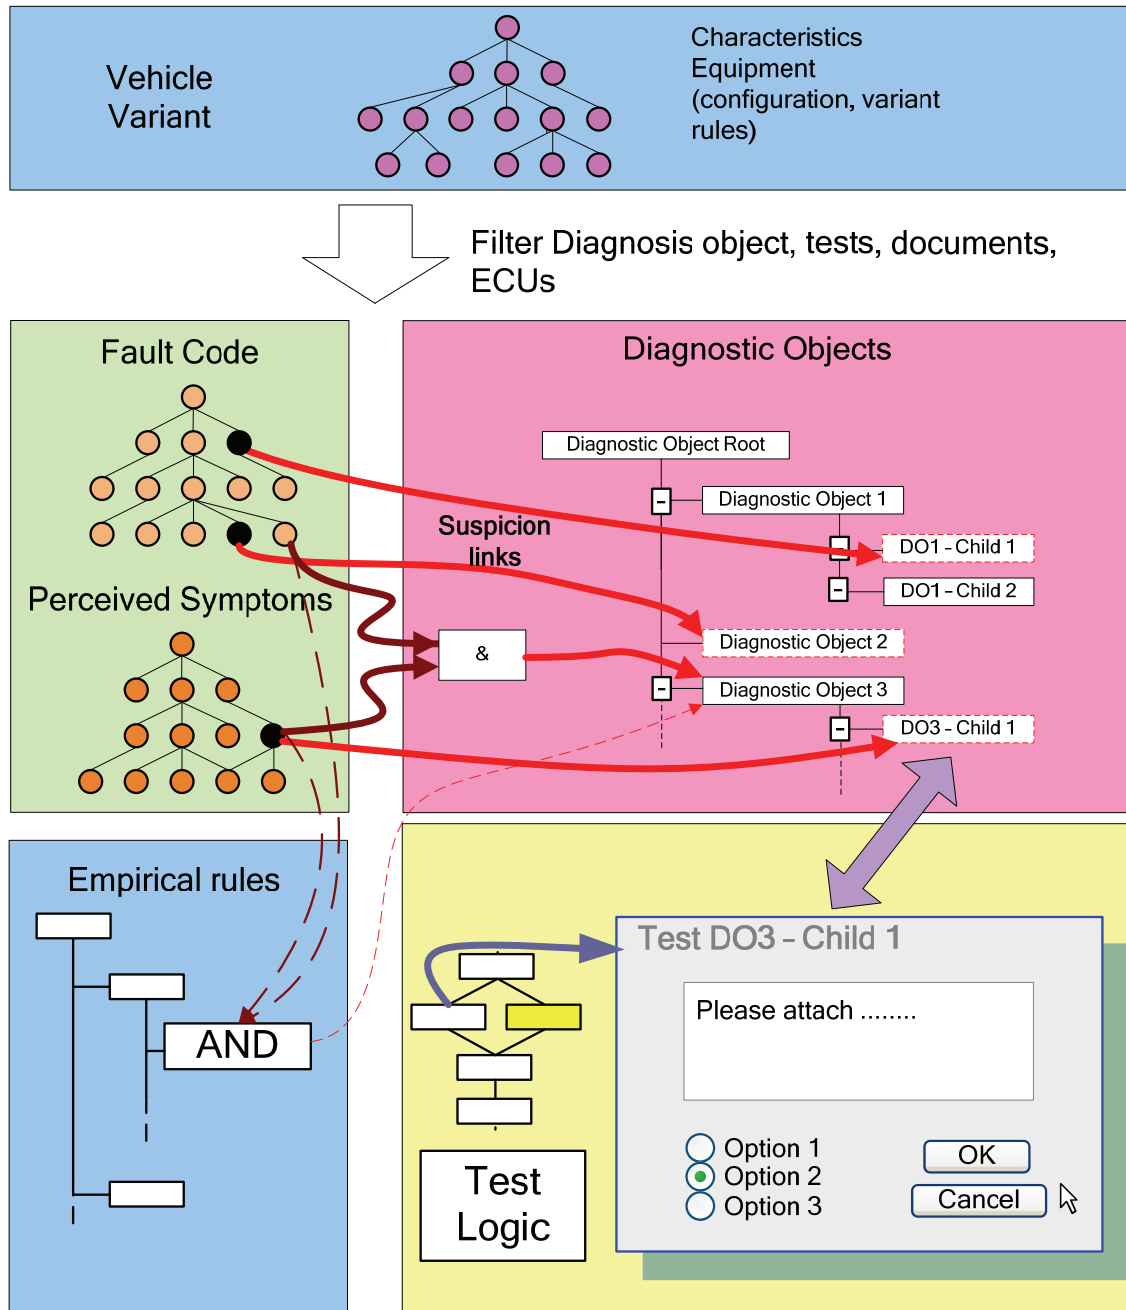 Vehicle
Variant
Characteristics
Equipment
(configuration, variant
rules)
Filter Diagnosis object, tests, documents,
ECUs
Fault Code
Diagnostic Objects
Diagnostic Object Root
Diagnostic Object 1
Suspicion
links
DO1 - Child 1
DO1 - Child 2
Perceived Symptoms
&
Diagnostic Object 2
Diagnostic Object 3
DO3 - Child 1
Empirical rules
AND
Test DO3 - Child 1
Please attach ........
Option 1
Option 2
Option 3
OK
Cancel
Test
Logic